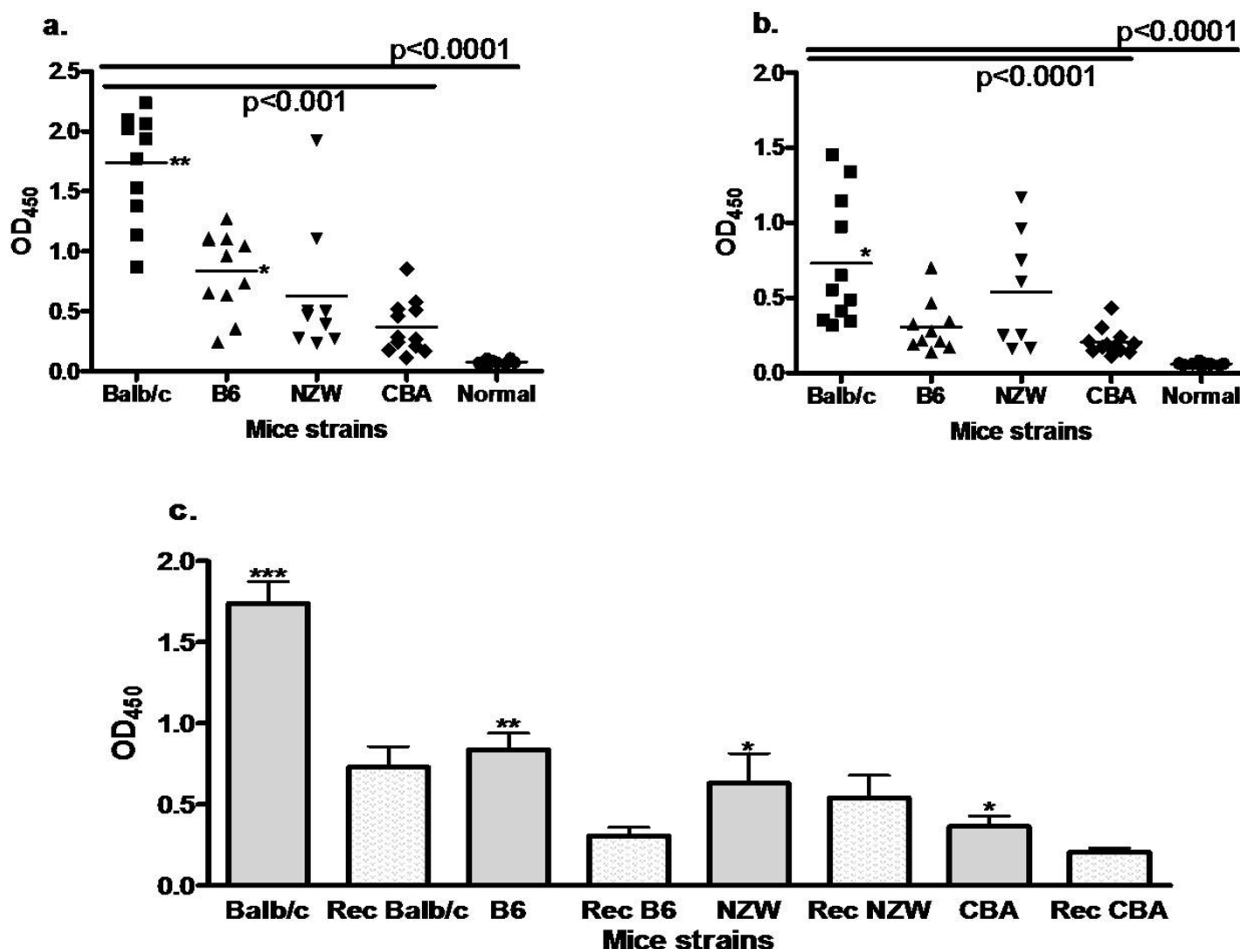 a.
p<0.0001
p<0.001
2.5
2.0
1.5
1.0
0.5
0.0
OD450
**
*
Balb/c B6 NZW CBA Normal
Mice strains
b.
p<0.0001
p<0.0001
2.0
1.5
1.0
0.5
0.0
OD450
*
Balb/c B6 NZW CBA Normal
Mice strains
c.
2.0
1.5
1.0
0.5
0.0
OD450
***
**
*
*
Balb/c Rec Balb/c B6 Rec B6 NZW Rec NZW CBA Rec CBA
Mice strains